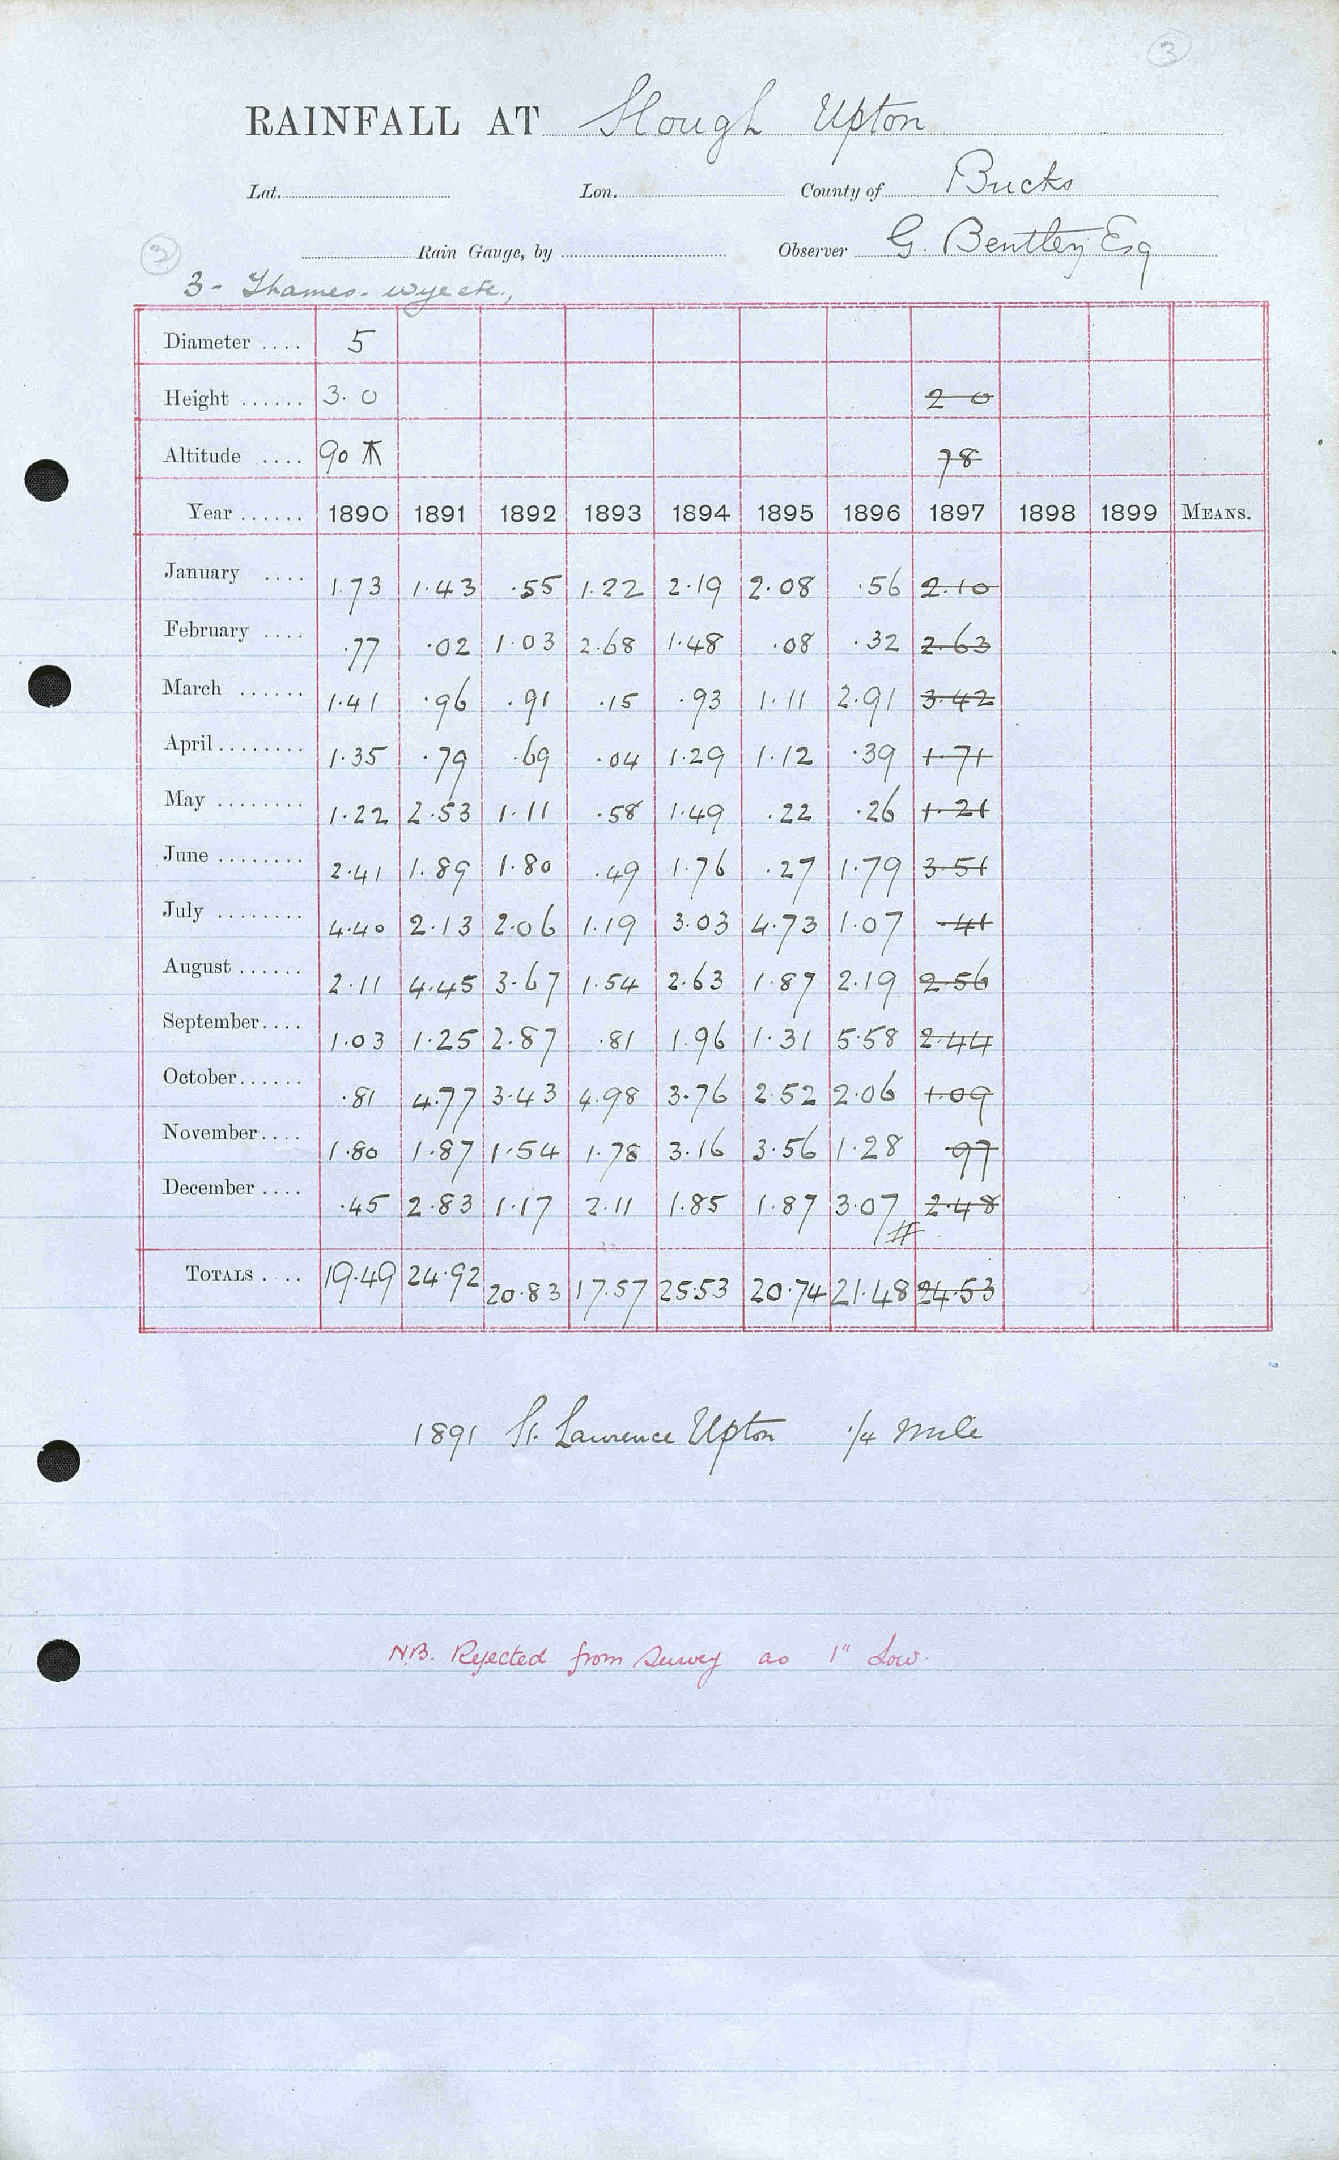 3
RAINFALL AT Slough Upton
Lat. Lon. County of Bucks
3 Rain Gauge, by Observer G. Bentley Esq
3 - Thames. Wye etc.,
Diameter .... 5
Height ...... 3.0 2 0
Altitude .... 90 78
Year ...... 1890 1891 1892 1893 1894 1895 1896 1897 1898 1899 MEANS.
January .... 1.73 1.43 .55 1.22 2.19 2.08 .56 2.10
February .... .77 .02 1.03 2.68 1.48 .08 .32 2.63
March ...... 1.41 .96 .91 .15 .93 1.11 2.91 3.42
April ........ 1.35 .79 .69 .04 1.29 1.12 .39 1.71
May ........ 1.22 2.53 1.11 .58 1.49 .22 .26 1.21
June ........ 2.41 1.89 1.80 .49 1.76 .27 1.79 3.51
July ........ 4.40 2.13 2.06 1.19 3.03 4.73 1.07 .41
August ...... 2.11 4.45 3.67 1.54 2.63 1.87 2.19 2.56
September.... 1.03 1.25 2.87 .81 1.96 1.31 5.58 2.44
October...... .81 4.77 3.43 4.98 3.76 2.52 2.06 1.09
November.... 1.80 1.87 1.54 1.78 3.16 3.56 1.28 97
December .... .45 2.83 1.17 2.11 1.85 1.87 3.07 2.48
TOTALS .... 19.49 24.92 20.83 17.57 25.53 20.74 21.48 24.53
1891 St. Laurence Upton 1/4 mile
N.B. Rejected from Survey as 1" Low.